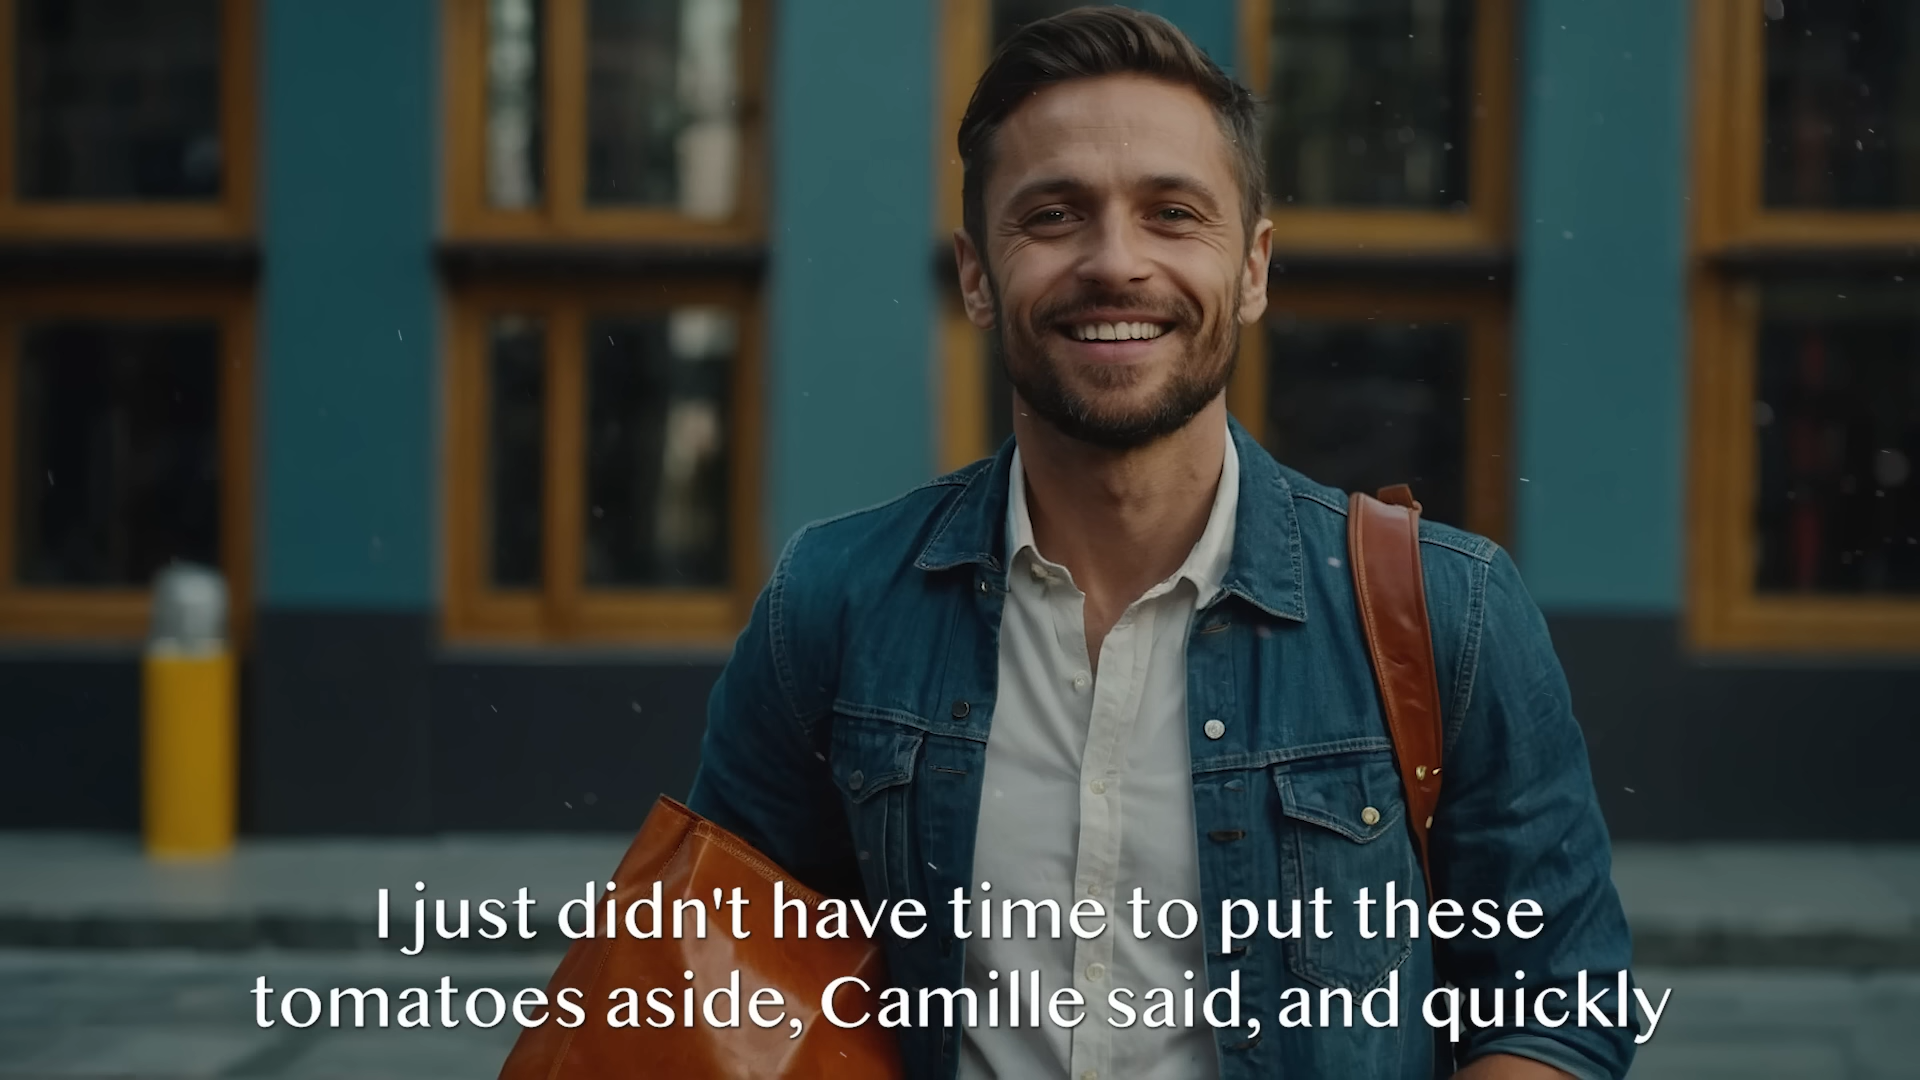 I just didn't have time to put these
tomatoes aside, Camille said, and quickly